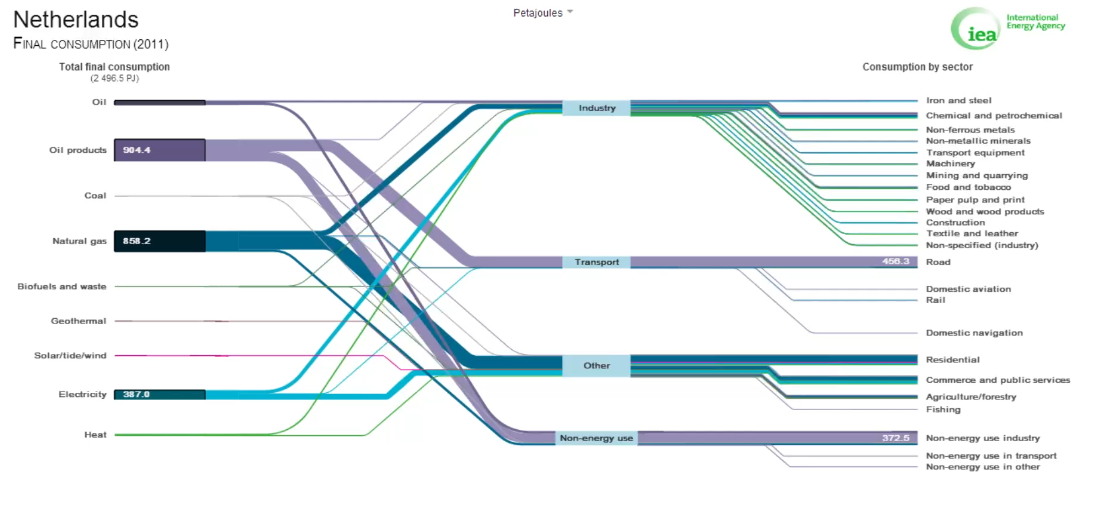 Netherlands
Petajoules
iea
International
Energy Agency
FINAL CONSUMPTION (2011)
Total final consumption
(2 496.5 PJ)
Consumption by sector
Oil
Oil products
904.4
Coal
Natural gas
858.2
Biofuels and waste
Geothermal
Solar/tide/wind
Electricity
387.0
Heat
Industry
Transport
Other
Non-energy use
Iron and steel
Chemical and petrochemical
Non-ferrous metals
Non-metallic minerals
Transport equipment
Machinery
Mining and quarrying
Food and tobacco
Paper pulp and print
Wood and wood products
Construction
Textile and leather
Non-specified (industry)
456.3
Road
Domestic aviation
Rail
Domestic navigation
Residential
Commerce and public services
Agriculture/forestry
Fishing
372.5
Non-energy use industry
Non-energy use in transport
Non-energy use in other